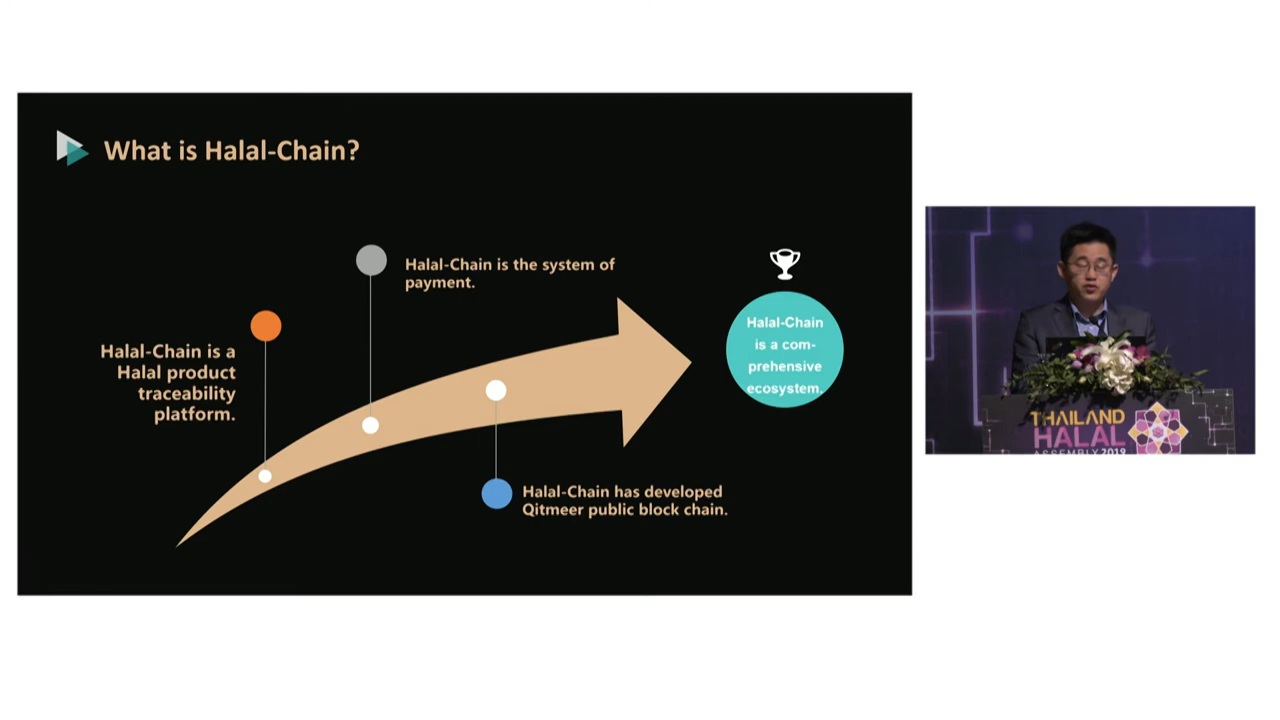 What is Halal-Chain?
Halal-Chain is the system of
payment.
Halal-Chain is a
Halal product
traceability
platform.
Halal-Chain
is a com-
prehensive
ecosystem.
Halal-Chain has developed
Qitmeer public block chain.
THAILAND
HALAL
ASSEMBLY 2019